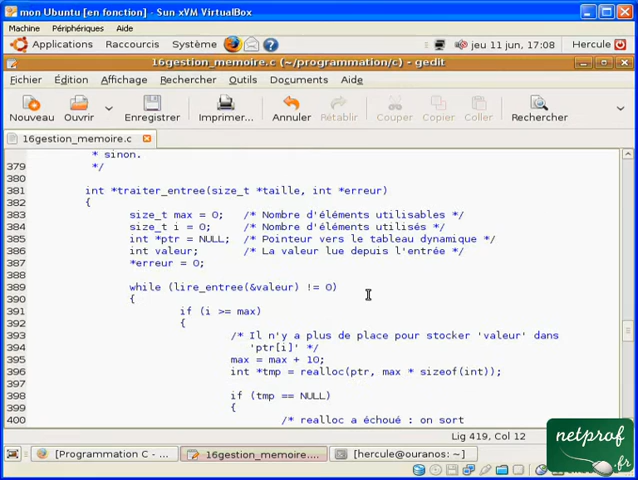 mon Ubuntu [en fonction] - Sun xVM VirtualBox
Machine Périphériques Aide
Applications Raccourcis Système jeu 11 jun, 17:08 Hercule
16gestion_memoire.c (~/programmation/c) - gedit
Fichier Édition Affichage Rechercher Outils Documents Aide
Nouveau Ouvrir Enregistrer Imprimer... Annuler Rétablir Couper Copier Coller Rechercher
16gestion_memoire.c
* sinon.
379 */
380
381 int *traiter_entree(size_t *taille, int *erreur)
382 {
383 size_t max = 0; /* Nombre d'éléments utilisables */
384 size_t i = 0; /* Nombre d'éléments utilisés */
385 int *ptr = NULL; /* Pointeur vers le tableau dynamique */
386 int valeur; /* La valeur lue depuis l'entrée */
387 *erreur = 0;
388
389 while (lire_entree(&valeur) != 0)
390 {
391 if (i >= max)
392 {
393 /* Il n'y a plus de place pour stocker 'valeur' dans
394 'ptr[i]' */
395 max = max + 10;
396 int *tmp = realloc(ptr, max * sizeof(int));
397
398 if (tmp == NULL)
399 {
400 /* realloc a échoué : on sort
Lig 419, Col 12
[Programmation C - ... 16gestion_memoire.... [hercule@ouranos: ~]
netprof
.fr